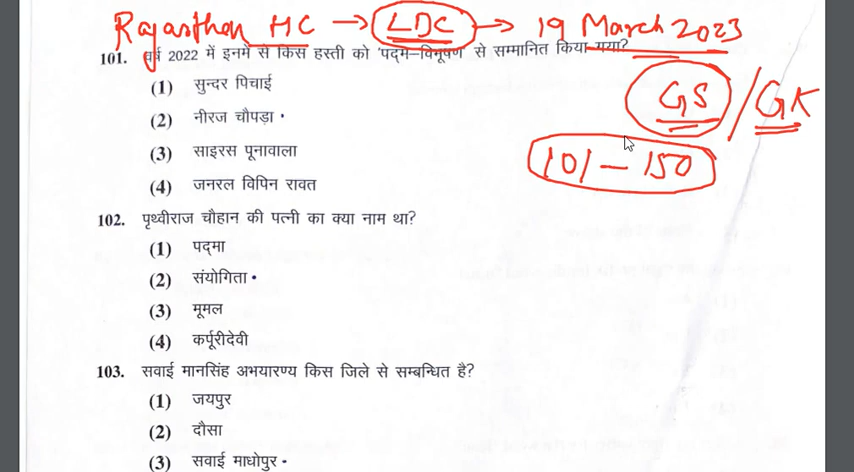 Rajasthan HC → LDC → 19 March 2023
101. वर्ष 2022 में इनमें से किस हस्ती को 'पद्म–विभूषण' से सम्मानित किया गया?
(1) सुन्दर पिचाई
(2) नीरज चौपड़ा
(3) साइरस पूनावाला
(4) जनरल विपिन रावत
GS / GK
101 – 150
102. पृथ्वीराज चौहान की पत्नी का क्या नाम था?
(1) पद्मा
(2) संयोगिता
(3) मूमल
(4) कर्पूरीदेवी
103. सवाई मानसिंह अभयारण्य किस जिले से सम्बन्धित है?
(1) जयपुर
(2) दौसा
(3) सवाई माधोपुर